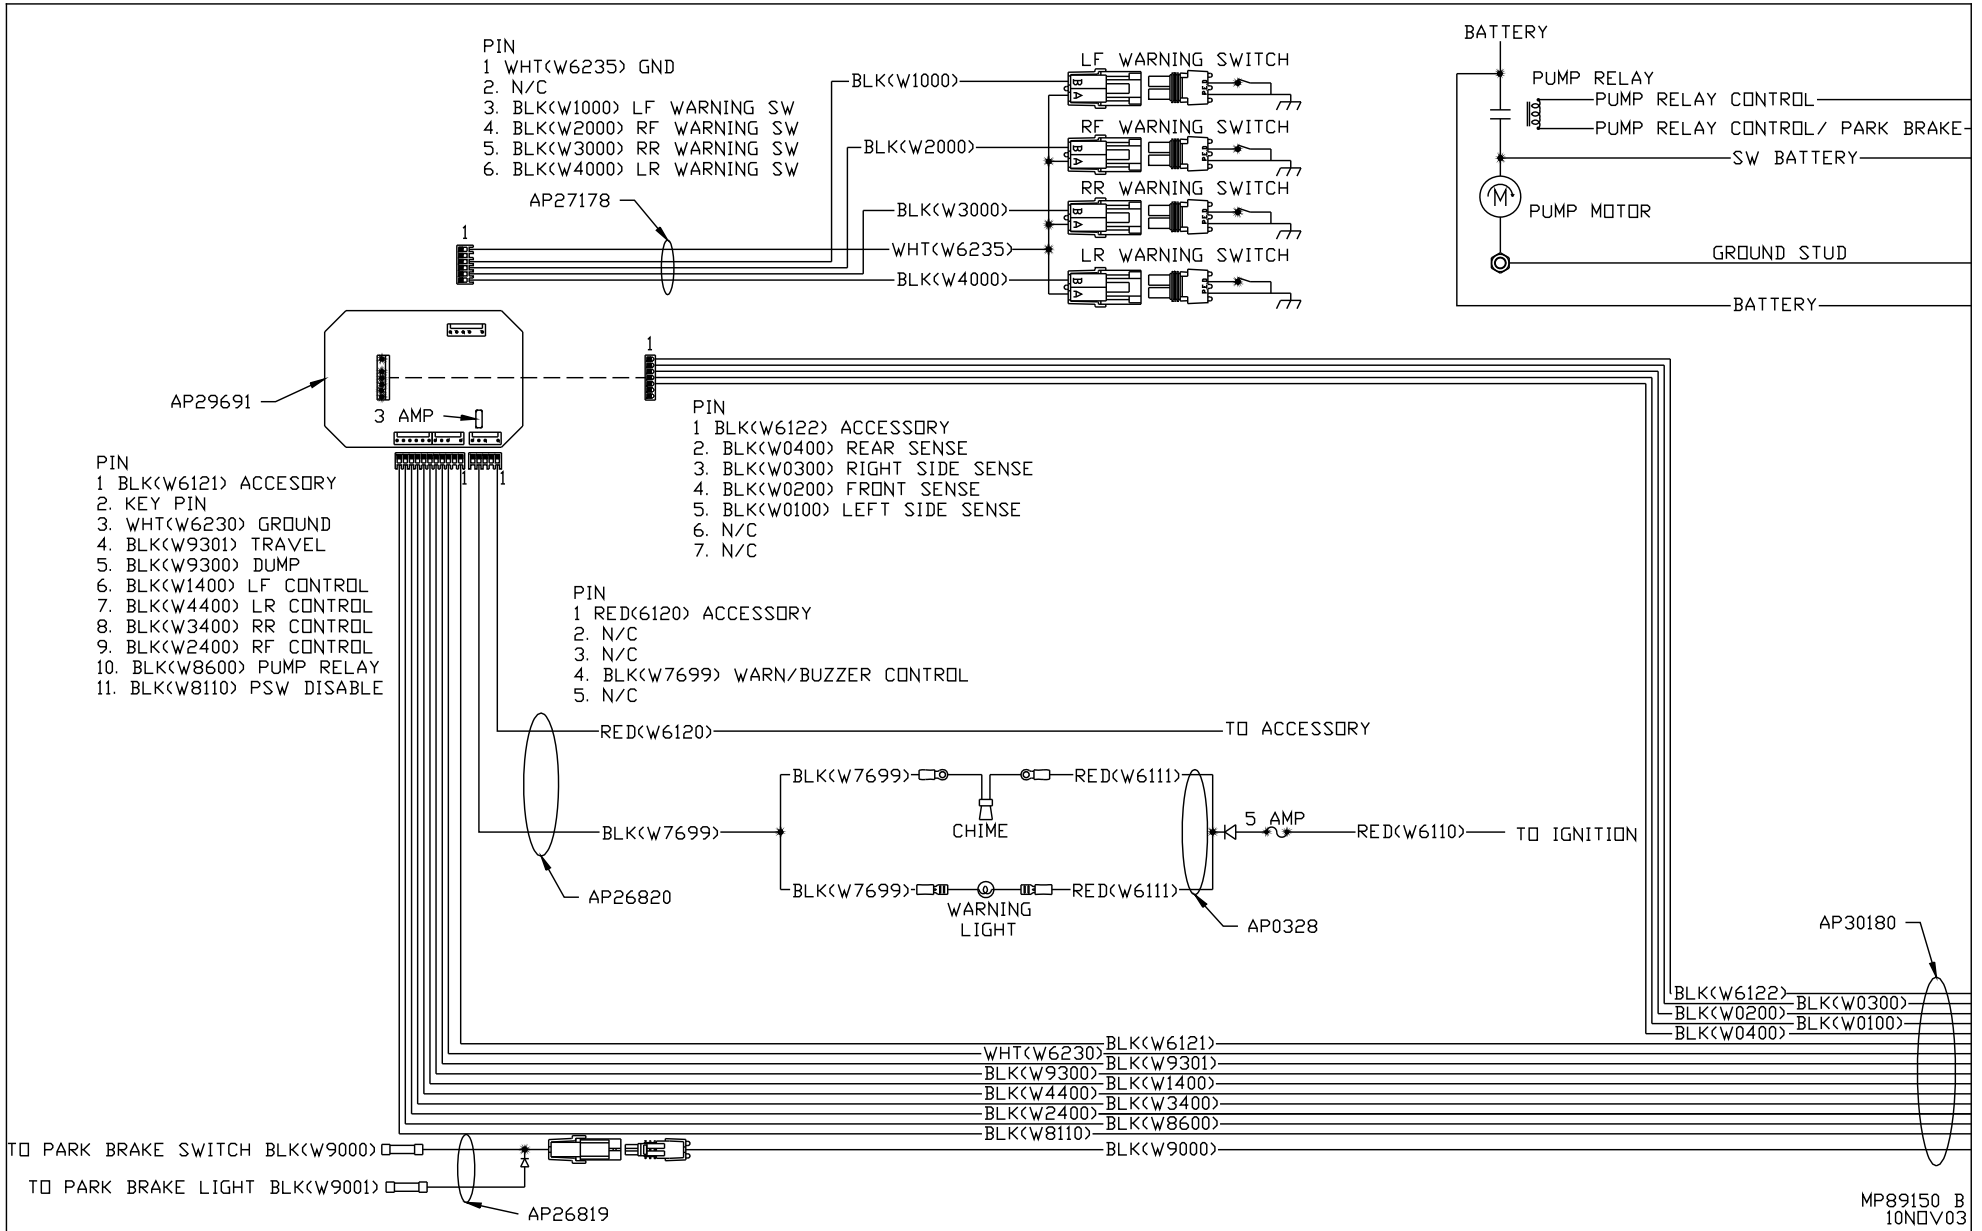 PIN
1 WHT(W6235) GND
2. N/C
3. BLK(W1000) LF WARNING SW
4. BLK(W2000) RF WARNING SW
5. BLK(W3000) RR WARNING SW
6. BLK(W4000) LR WARNING SW
AP27178
1
BLK(W1000)
BLK(W2000)
BLK(W3000)
WHT(W6235)
BLK(W4000)
LF WARNING SWITCH
B
A
RF WARNING SWITCH
B
A
RR WARNING SWITCH
B
A
LR WARNING SWITCH
B
A
BATTERY
PUMP RELAY
PUMP RELAY CONTROL
PUMP RELAY CONTROL/ PARK BRAKE
SW BATTERY
M
PUMP MOTOR
GROUND STUD
BATTERY
AP29691
3 AMP
1
1
1
PIN
1 BLK(W6122) ACCESSORY
2. BLK(W0400) REAR SENSE
3. BLK(W0300) RIGHT SIDE SENSE
4. BLK(W0200) FRONT SENSE
5. BLK(W0100) LEFT SIDE SENSE
6. N/C
7. N/C
PIN
1 BLK(W6121) ACCESORY
2. KEY PIN
3. WHT(W6230) GROUND
4. BLK(W9301) TRAVEL
5. BLK(W9300) DUMP
6. BLK(W1400) LF CONTROL
7. BLK(W4400) LR CONTROL
8. BLK(W3400) RR CONTROL
9. BLK(W2400) RF CONTROL
10. BLK(W8600) PUMP RELAY
11. BLK(W8110) PSW DISABLE
PIN
1 RED(6120) ACCESSORY
2. N/C
3. N/C
4. BLK(W7699) WARN/BUZZER CONTROL
5. N/C
RED(W6120)
TO ACCESSORY
BLK(W7699)
RED(W6111)
CHIME
BLK(W7699)
5 AMP
RED(W6110)
TO IGNITION
BLK(W7699)
RED(W6111)
WARNING
LIGHT
AP26820
AP0328
AP30180
BLK(W6122)
BLK(W0300)
BLK(W0200)
BLK(W0100)
BLK(W0400)
BLK(W6121)
WHT(W6230)
BLK(W9301)
BLK(W9300)
BLK(W1400)
BLK(W4400)
BLK(W3400)
BLK(W2400)
BLK(W8600)
BLK(W8110)
BLK(W9000)
TO PARK BRAKE SWITCH BLK(W9000)
TO PARK BRAKE LIGHT BLK(W9001)
AP26819
MP89150 B
10NOV03